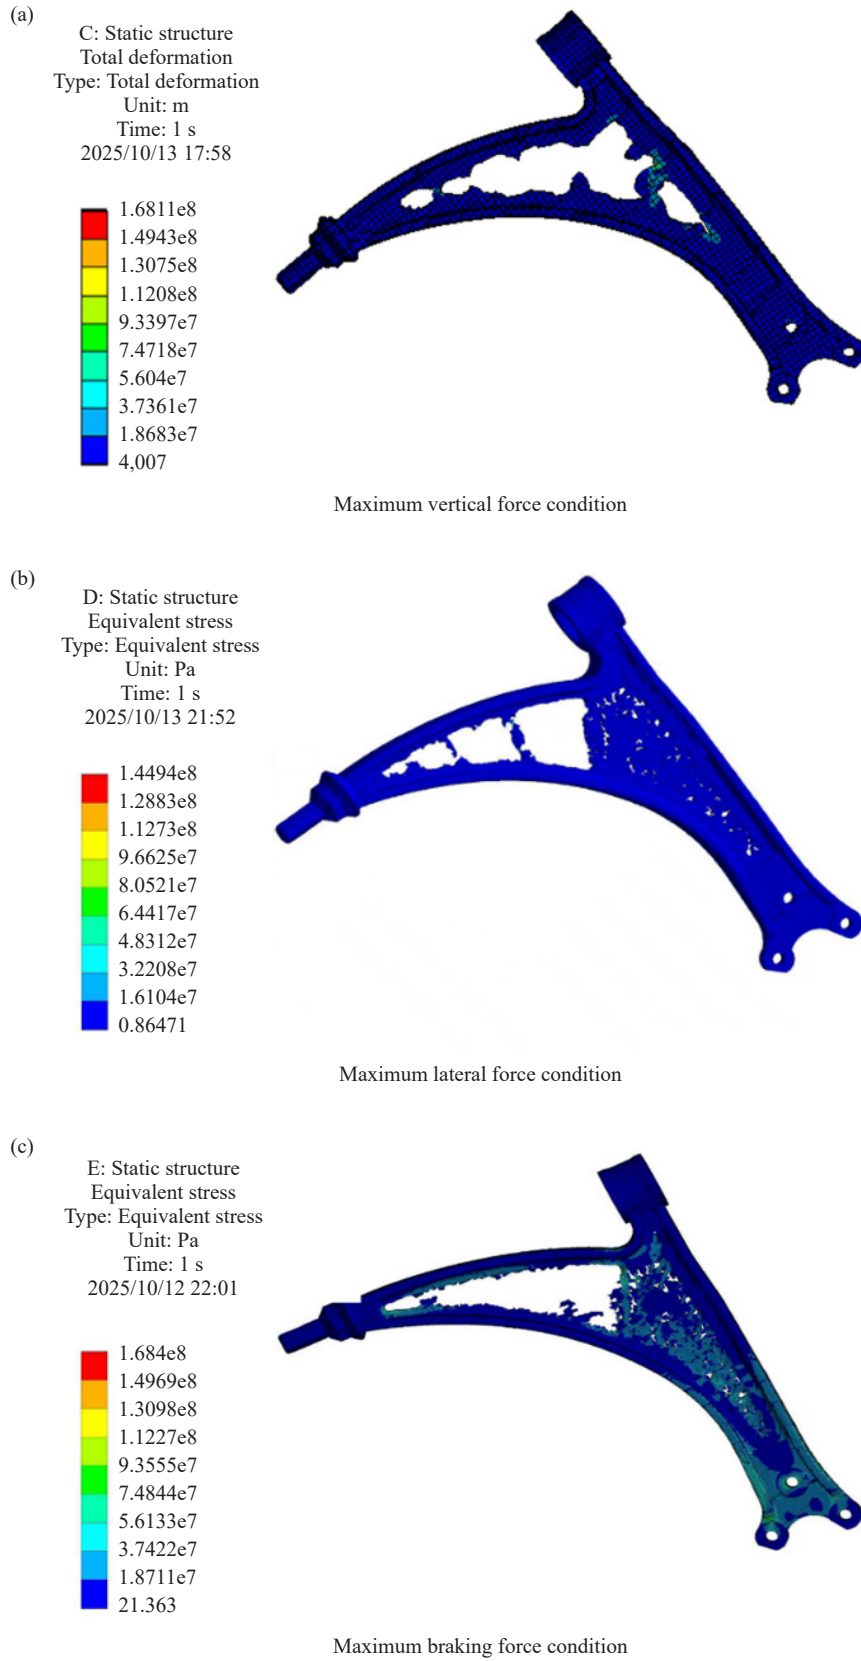 (a)
C: Static structure
Total deformation
Type: Total deformation
Unit: m
Time: 1 s
2025/10/13 17:58
1.6811e8
1.4943e8
1.3075e8
1.1208e8
9.3397e7
7.4718e7
5.604e7
3.7361e7
1.8683e7
4,007
Maximum vertical force condition
(b)
D: Static structure
Equivalent stress
Type: Equivalent stress
Unit: Pa
Time: 1 s
2025/10/13 21:52
1.4494e8
1.2883e8
1.1273e8
9.6625e7
8.0521e7
6.4417e7
4.8312e7
3.2208e7
1.6104e7
0.86471
Maximum lateral force condition
(c)
E: Static structure
Equivalent stress
Type: Equivalent stress
Unit: Pa
Time: 1 s
2025/10/12 22:01
1.684e8
1.4969e8
1.3098e8
1.1227e8
9.3555e7
7.4844e7
5.6133e7
3.7422e7
1.8711e7
21.363
Maximum braking force condition